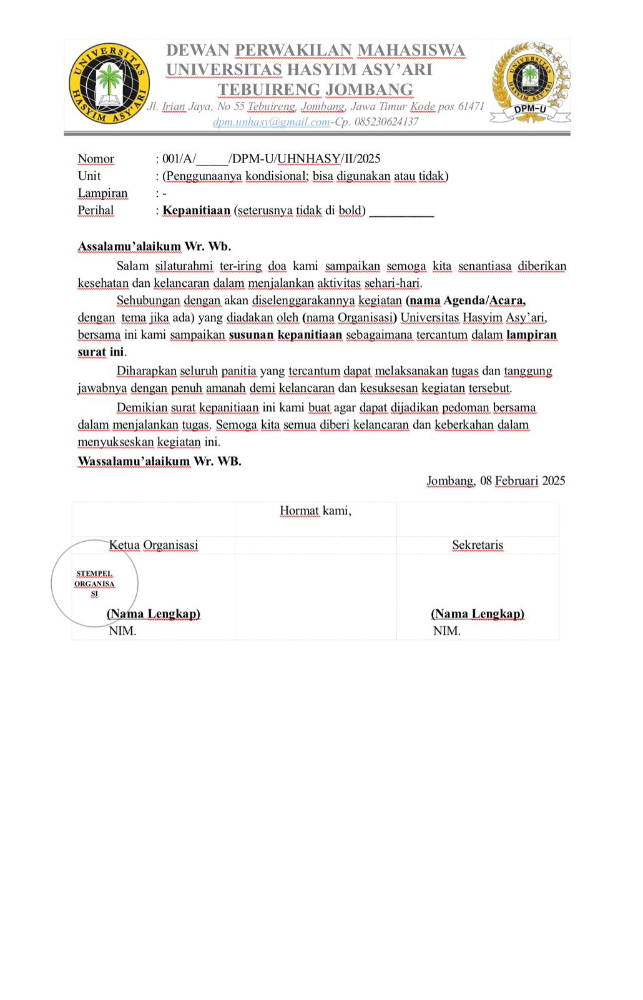 UNIVERSITAS
HASYIM ASY'ARI
DEWAN PERWAKILAN MAHASISWA
UNIVERSITAS HASYIM ASY’ARI
TEBUIRENG JOMBANG
Jl. Irian Jaya, No 55 Tebuireng, Jombang, Jawa Timur Kode pos 61471
dpm.unhasy@gmail.com-Cp. 085230624137
UNIVERSITAS
HASYIM ASY'ARI
DPM-U
Nomor : 001/A/_____/DPM-U/UHNHASY/II/2025
Unit : (Penggunaanya kondisional; bisa digunakan atau tidak)
Lampiran : -
Perihal : Kepanitiaan (seterusnya tidak di bold) __________
Assalamu’alaikum Wr. Wb.
Salam silaturahmi ter-iring doa kami sampaikan semoga kita senantiasa diberikan
kesehatan dan kelancaran dalam menjalankan aktivitas sehari-hari.
Sehubungan dengan akan diselenggarakannya kegiatan (nama Agenda/Acara,
dengan tema jika ada) yang diadakan oleh (nama Organisasi) Universitas Hasyim Asy’ari,
bersama ini kami sampaikan susunan kepanitiaan sebagaimana tercantum dalam lampiran
surat ini.
Diharapkan seluruh panitia yang tercantum dapat melaksanakan tugas dan tanggung
jawabnya dengan penuh amanah demi kelancaran dan kesuksesan kegiatan tersebut.
Demikian surat kepanitiaan ini kami buat agar dapat dijadikan pedoman bersama
dalam menjalankan tugas. Semoga kita semua diberi kelancaran dan keberkahan dalam
menyukseskan kegiatan ini.
Wassalamu’alaikum Wr. WB.
Jombang, 08 Februari 2025
Hormat kami,
Ketua Organisasi Sekretaris
STEMPEL
ORGANISA
SI
(Nama Lengkap) (Nama Lengkap)
NIM. NIM.